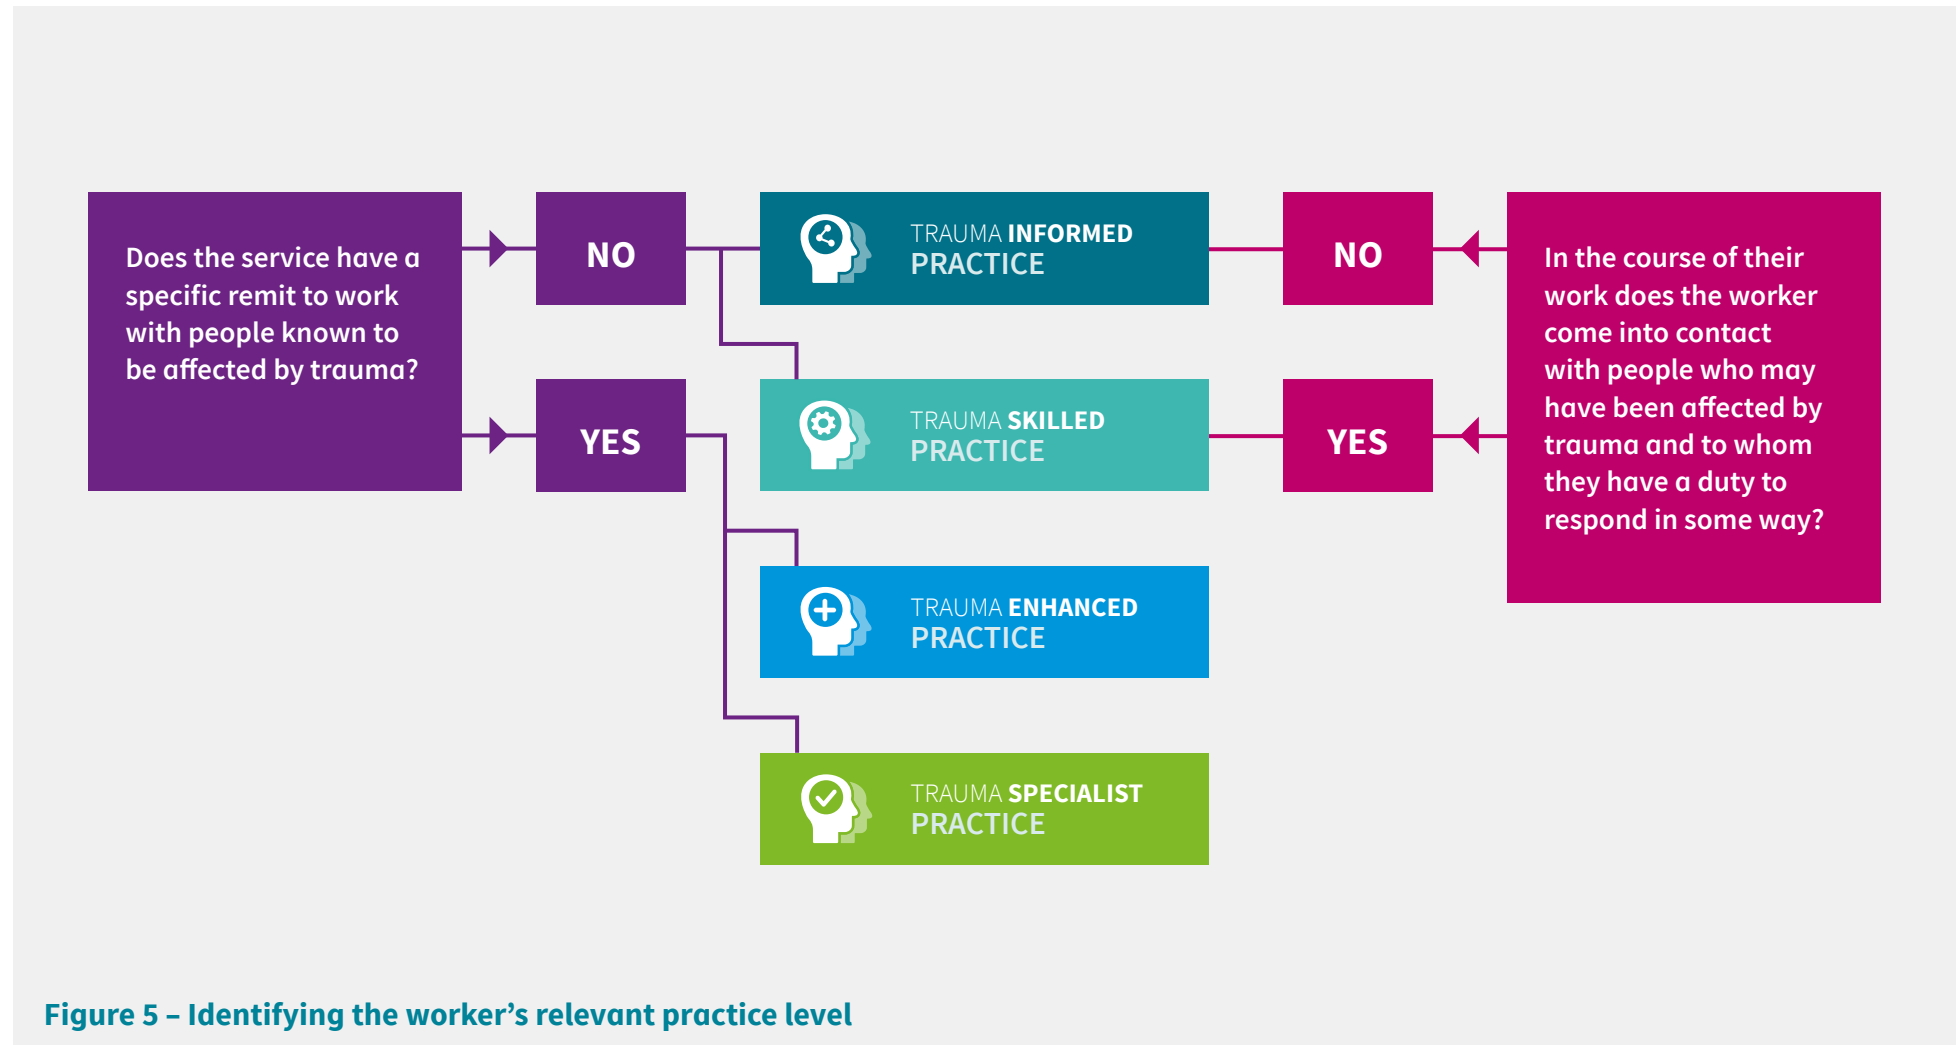 Does the service have a
specific remit to work
with people known to
be affected by trauma?
NO
YES
TRAUMA INFORMED
PRACTICE
TRAUMA SKILLED
PRACTICE
TRAUMA ENHANCED
PRACTICE
TRAUMA SPECIALIST
PRACTICE
NO
YES
In the course of their
work does the worker
come into contact
with people who may
have been affected by
trauma and to whom
they have a duty to
respond in some way?
Figure 5 – Identifying the worker’s relevant practice level